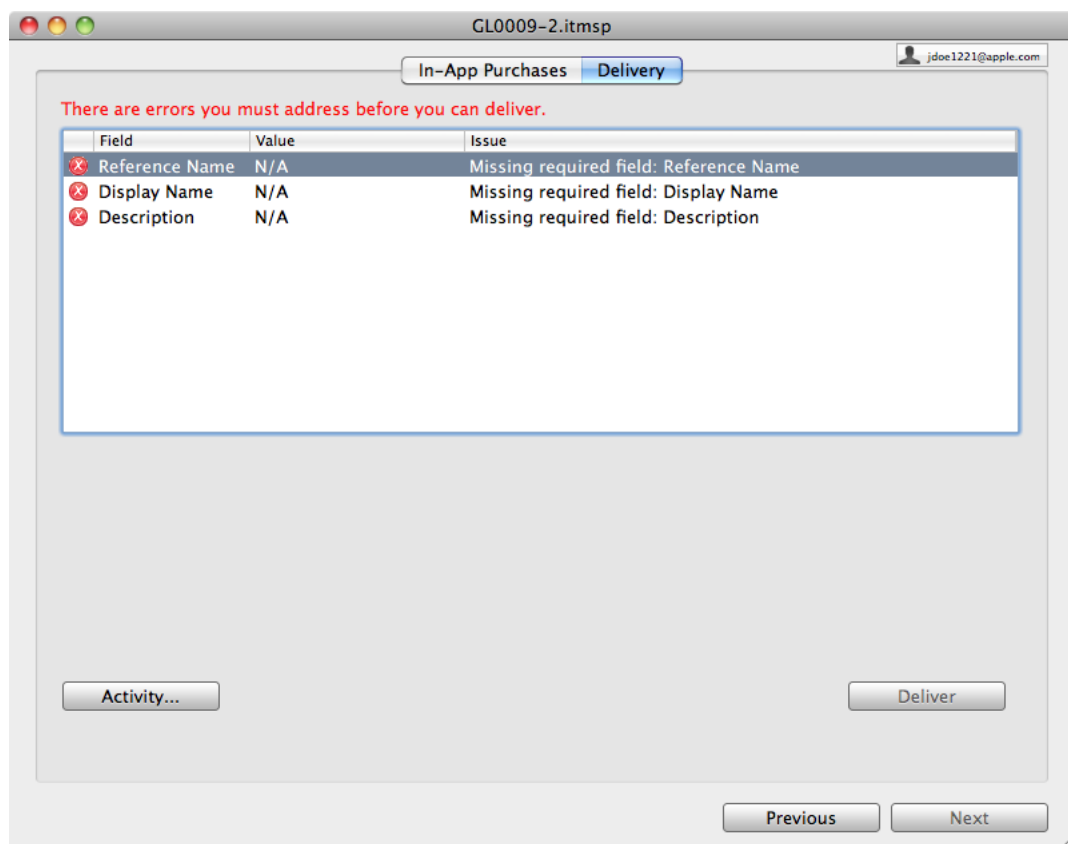 GL0009-2.itmsp
jdoe1221@apple.com
In-App Purchases Delivery
There are errors you must address before you can deliver.
Field Value Issue
Reference Name N/A Missing required field: Reference Name
Display Name N/A Missing required field: Display Name
Description N/A Missing required field: Description
Activity... Deliver
Previous Next